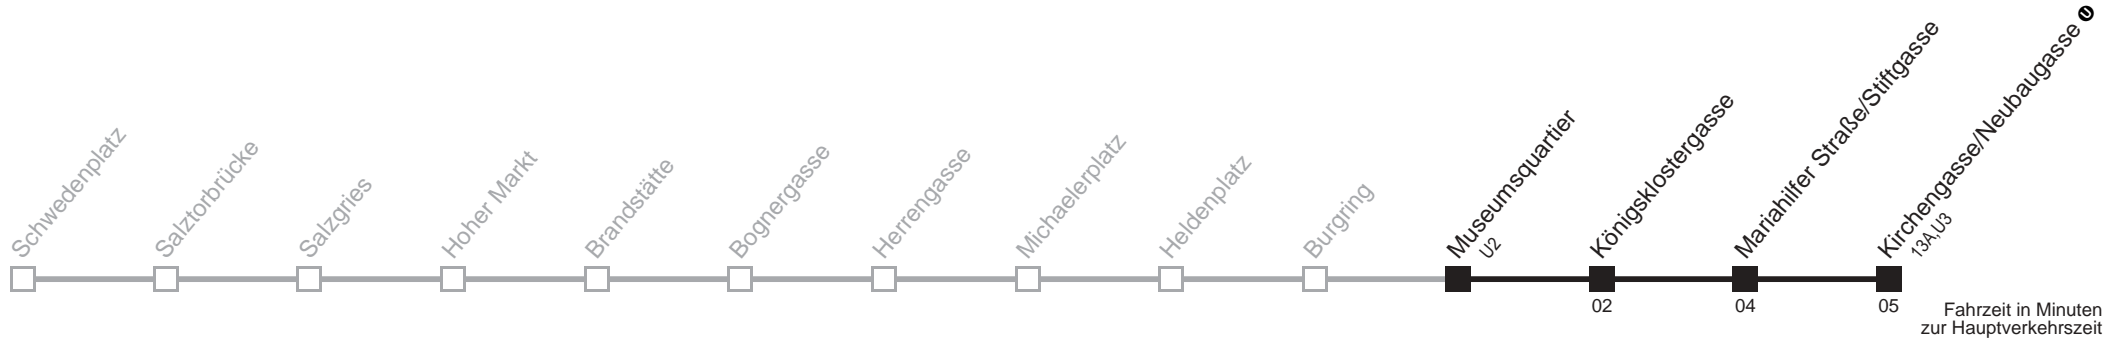 Schwedenplatz
Salztorbrücke
Salzgries
Hoher Markt
Brandstätte
Bognergasse
Herrengasse
Michaelerplatz
Heldenplatz
Burgring
Museumsquartier
U2
Königsklostergasse
Mariahilfer Straße/Stiftgasse
Kirchengasse/Neubaugasse U
13A,U3
02
04
05
Fahrzeit in Minuten
zur Hauptverkehrszeit